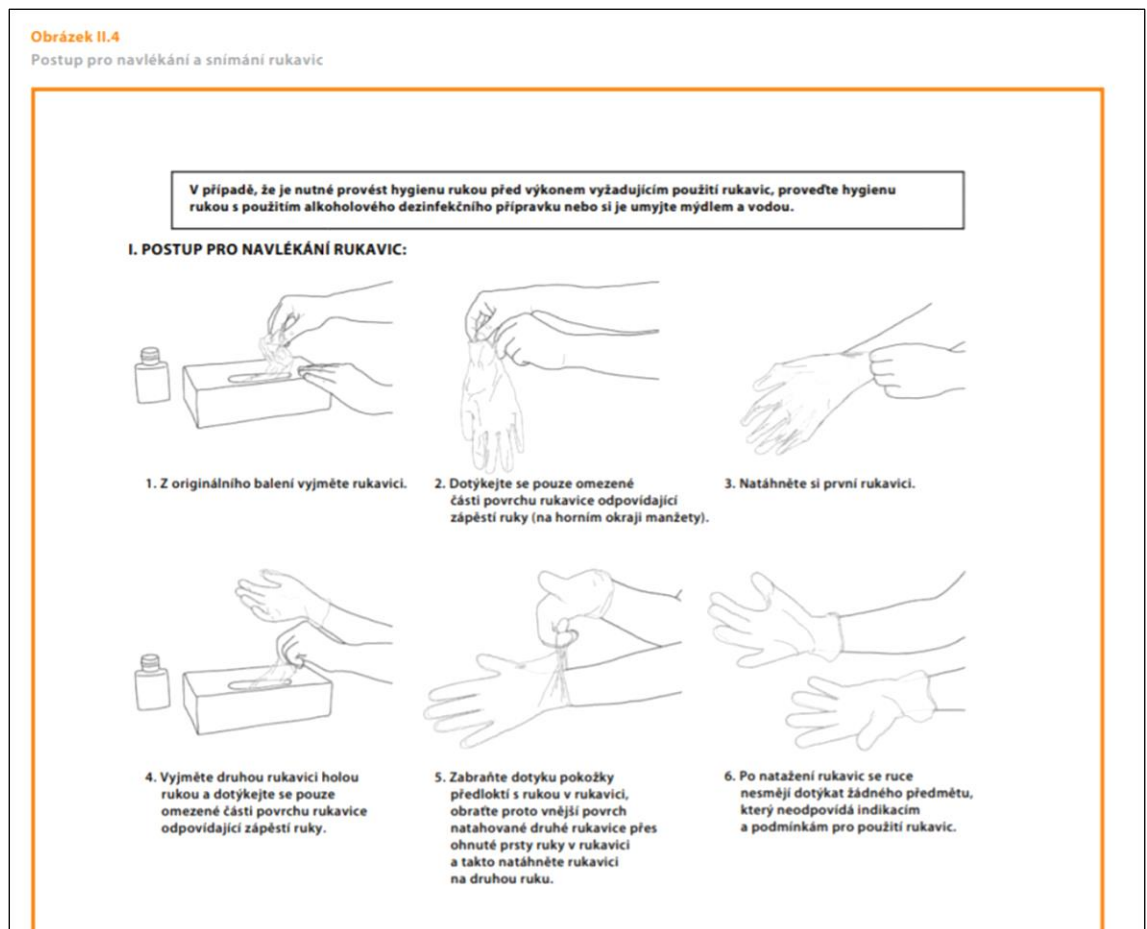 Obrázek II.4
Postup pro navlékání a snímání rukavic
V případě, že je nutné provést hygienu rukou před výkonem vyžadujícím použití rukavic, proveďte hygienu
rukou s použitím alkoholového dezinfekčního přípravku nebo si je umyjte mýdlem a vodou.
I. POSTUP PRO NAVLÉKÁNÍ RUKAVIC:
1. Z originálního balení vyjměte rukavici.
2. Dotýkejte se pouze omezené
části povrchu rukavice odpovídající
zápěstí ruky (na horním okraji manžety).
3. Natáhněte si první rukavici.
4. Vyjměte druhou rukavici holou
rukou a dotýkejte se pouze
omezené části povrchu rukavice
odpovídající zápěstí ruky.
5. Zabraňte dotyku pokožky
předloktí s rukou v rukavici,
obraťte proto vnější povrch
natahované druhé rukavice přes
ohnuté prsty ruky v rukavici
a takto natáhněte rukavici
na druhou ruku.
6. Po natažení rukavic se ruce
nesmějí dotýkat žádného předmětu,
který neodpovídá indikacím
a podmínkám pro použití rukavic.